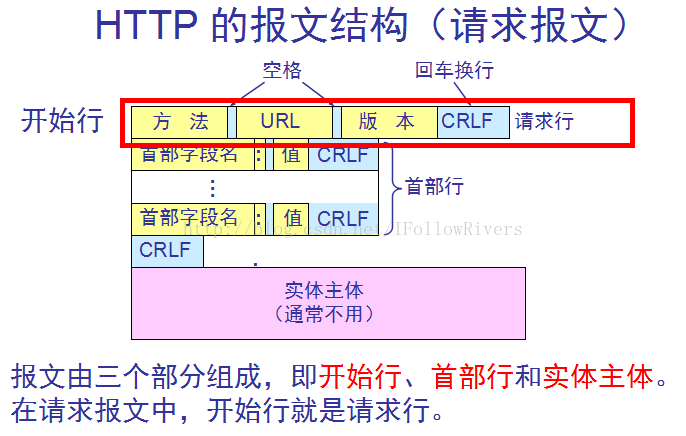 HTTP 的报文结构（请求报文）
空格 回车换行
开始行 方 法 URL 版 本 CRLF 请求行
首部字段名 : 值 CRLF
⋮ 首部行
首部字段名 : 值 CRLF
http://blog.csdn.net/IFollowRivers
CRLF
实体主体
（通常不用）
报文由三个部分组成，即开始行、首部行和实体主体。
在请求报文中，开始行就是请求行。